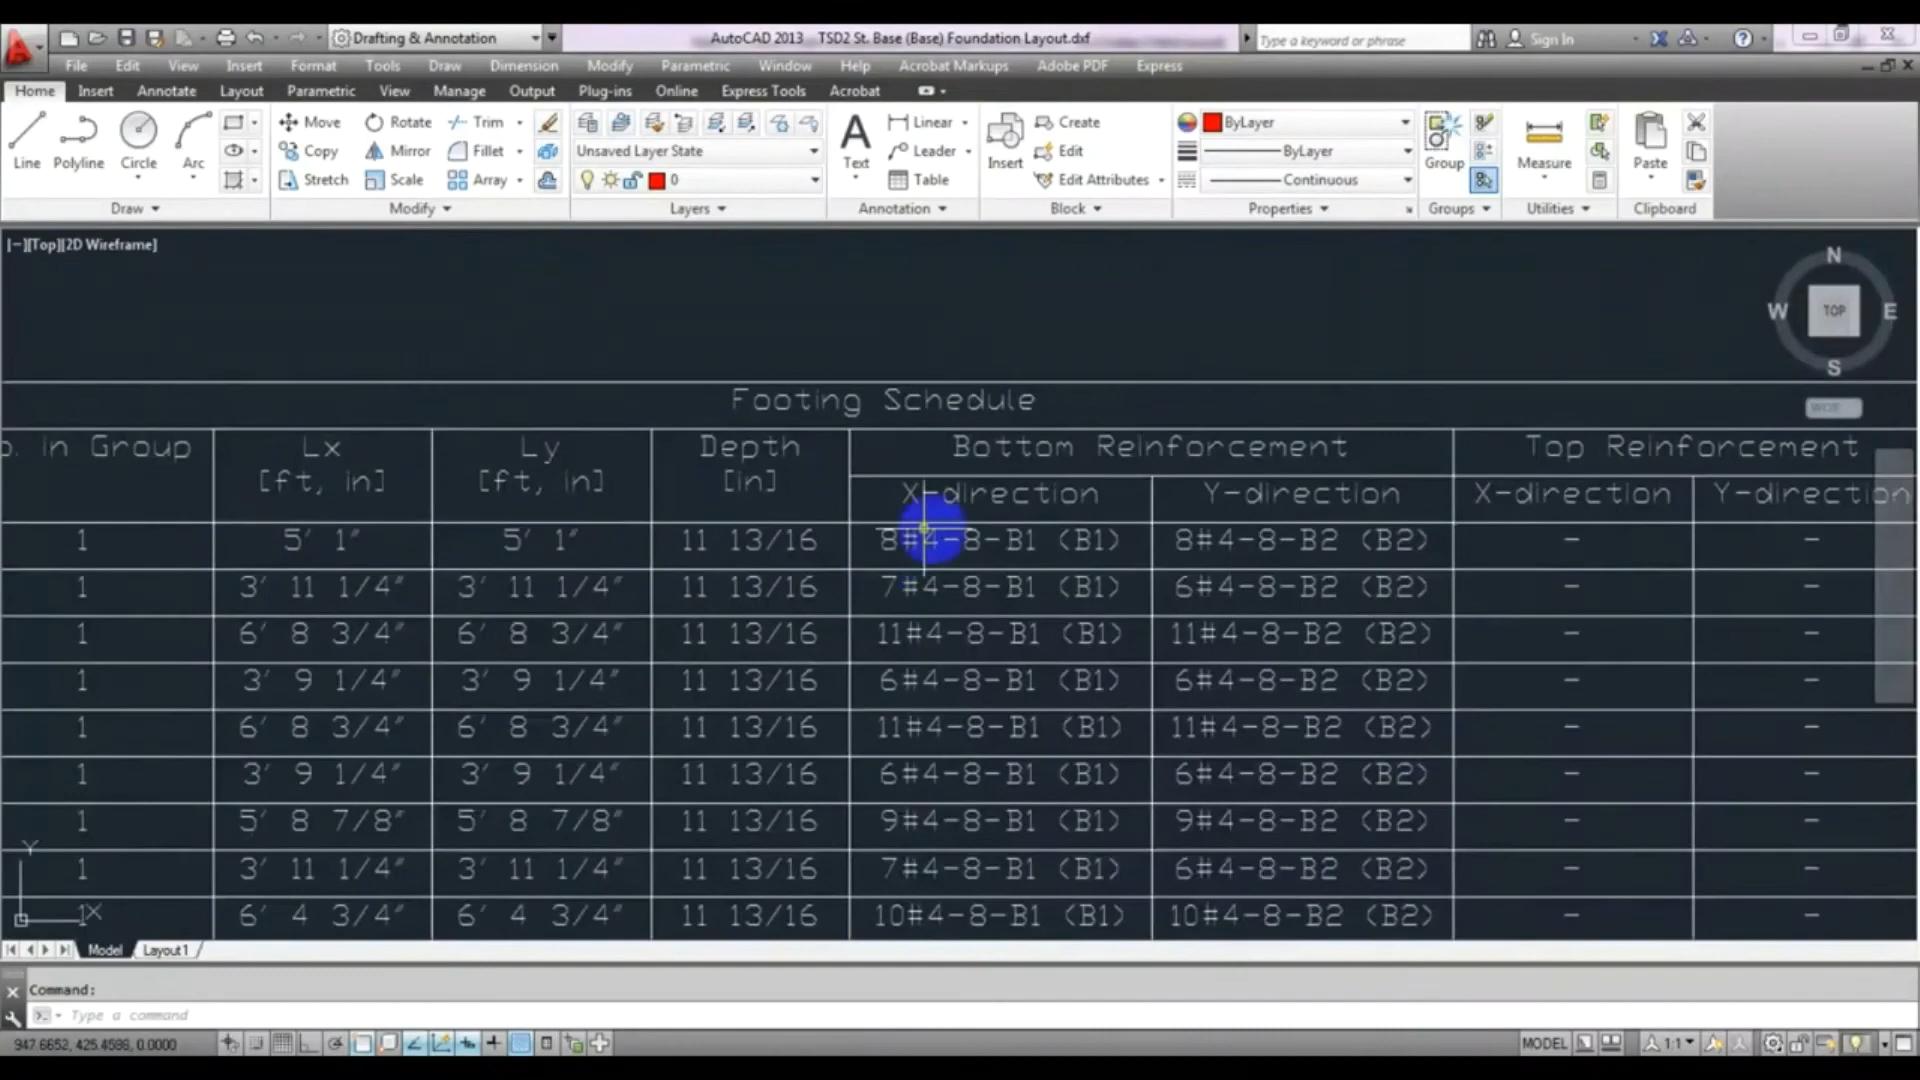 Drafting & Annotation
AutoCAD 2013 TSD2 St. Base (Base) Foundation Layout.dxf
Type a keyword or phrase
Sign In
File Edit View Insert Format Tools Draw Dimension Modify Parametric Window Help Acrobat Markups Adobe PDF Express
Home Insert Annotate Layout Parametric View Manage Output Plug-ins Online Express Tools Acrobat
Line Polyline Circle Arc
Move Rotate Trim
Copy Mirror Fillet
Stretch Scale Array
Unsaved Layer State
0
Text
Linear
Leader
Table
Insert
Create
Edit
Edit Attributes
ByLayer
ByLayer
Continuous
Group
Measure
Paste
Draw Modify Layers Annotation Block Properties Groups Utilities Clipboard
[−][Top][2D Wireframe]
N
W TOP E
S
Footing Schedule
. in Group Lx Ly Depth Bottom Reinforcement Top Reinforcement
[ft, in] [ft, in] [in] X-direction Y-direction X-direction Y-direction
1 5' 1" 5' 1" 11 13/16 8#4-8-B1 (B1) 8#4-8-B2 (B2) - -
1 3' 11 1/4" 3' 11 1/4" 11 13/16 7#4-8-B1 (B1) 6#4-8-B2 (B2) - -
1 6' 8 3/4" 6' 8 3/4" 11 13/16 11#4-8-B1 (B1) 11#4-8-B2 (B2) - -
1 3' 9 1/4" 3' 9 1/4" 11 13/16 6#4-8-B1 (B1) 6#4-8-B2 (B2) - -
1 6' 8 3/4" 6' 8 3/4" 11 13/16 11#4-8-B1 (B1) 11#4-8-B2 (B2) - -
1 3' 9 1/4" 3' 9 1/4" 11 13/16 6#4-8-B1 (B1) 6#4-8-B2 (B2) - -
1 5' 8 7/8" 5' 8 7/8" 11 13/16 9#4-8-B1 (B1) 9#4-8-B2 (B2) - -
1 3' 11 1/4" 3' 11 1/4" 11 13/16 7#4-8-B1 (B1) 6#4-8-B2 (B2) - -
1 6' 4 3/4" 6' 4 3/4" 11 13/16 10#4-8-B1 (B1) 10#4-8-B2 (B2) - -
Y
X
Model Layout1
Command:
Type a command
947.6652, 425.4586, 0.0000
MODEL
1:1